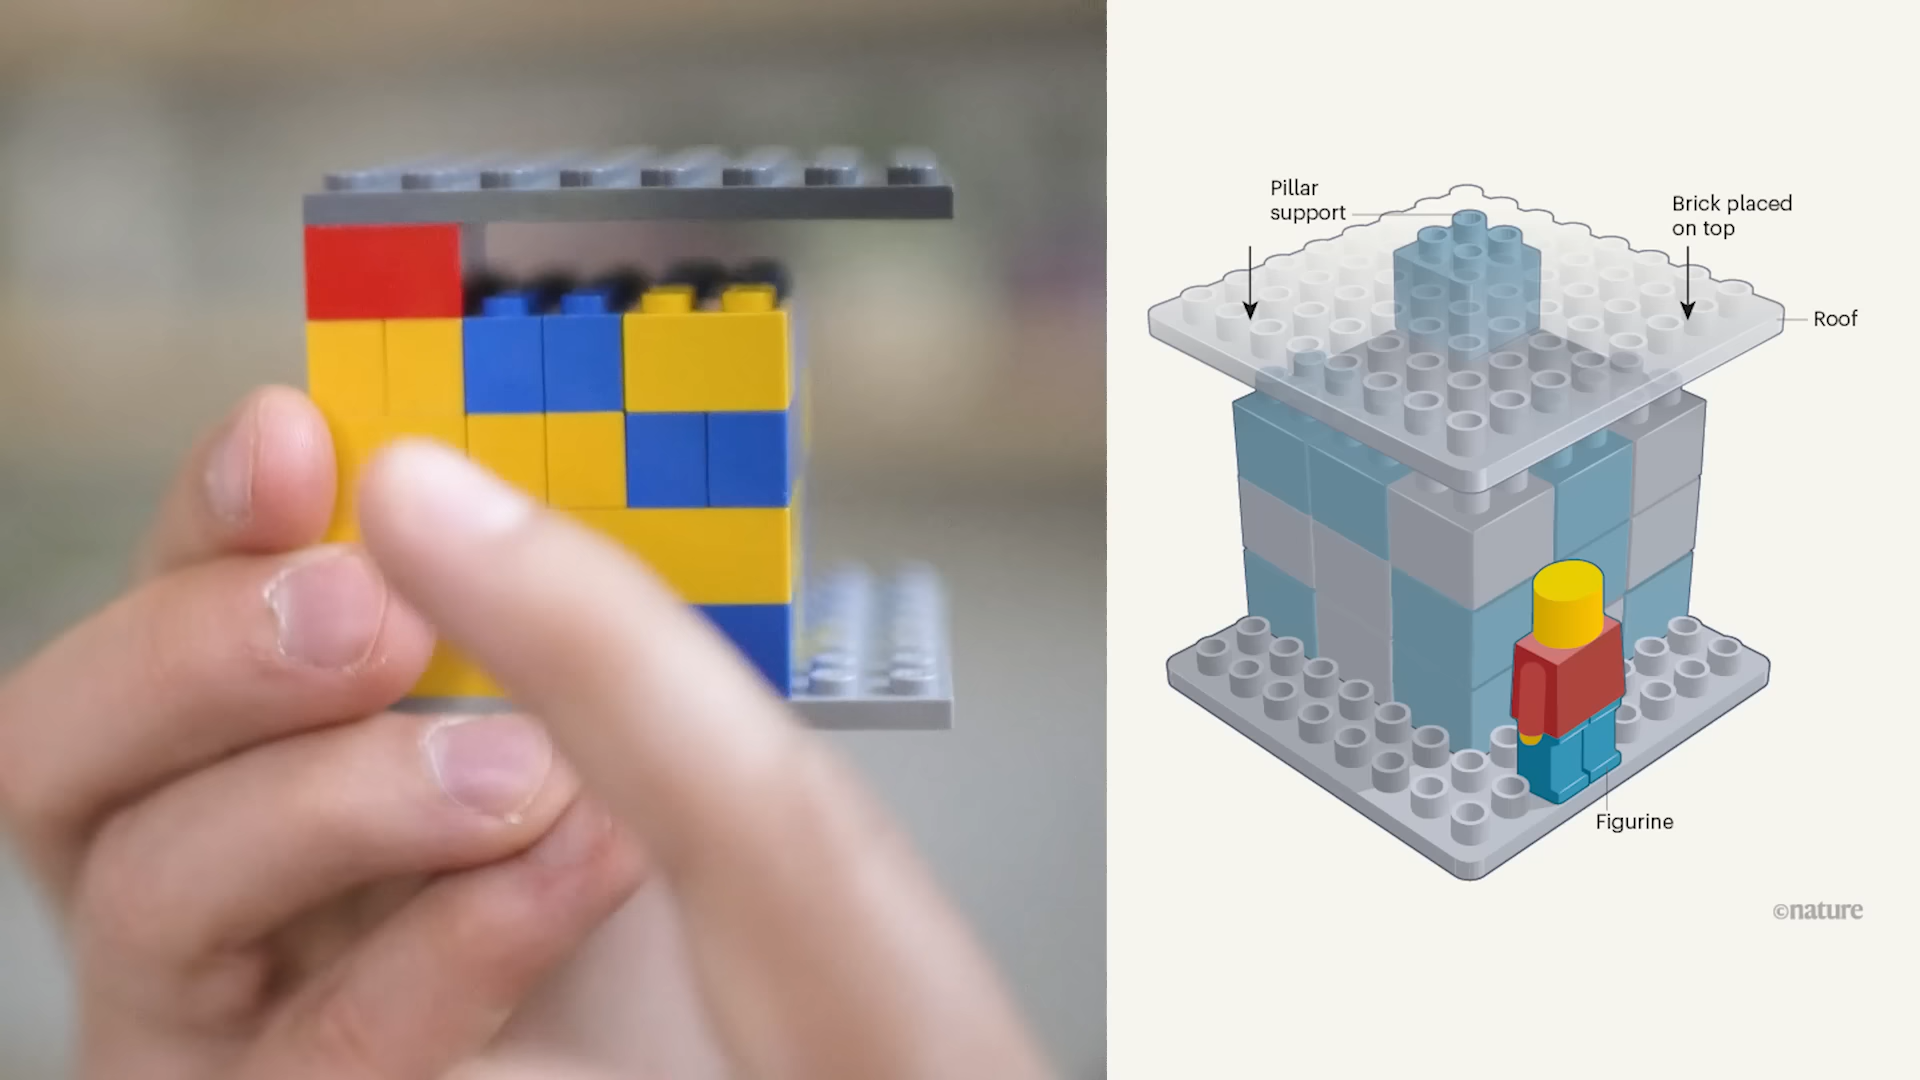 Pillar
support
Brick placed
on top
Roof
Figurine
©nature